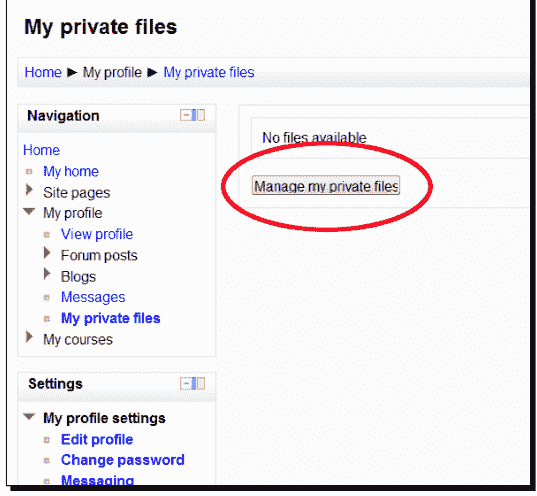 My private files
Home ► My profile ► My private files
Navigation
Home
My home
Site pages
My profile
View profile
Forum posts
Blogs
Messages
My private files
My courses
No files available
Manage my private files
Settings
My profile settings
Edit profile
Change password
Messaging